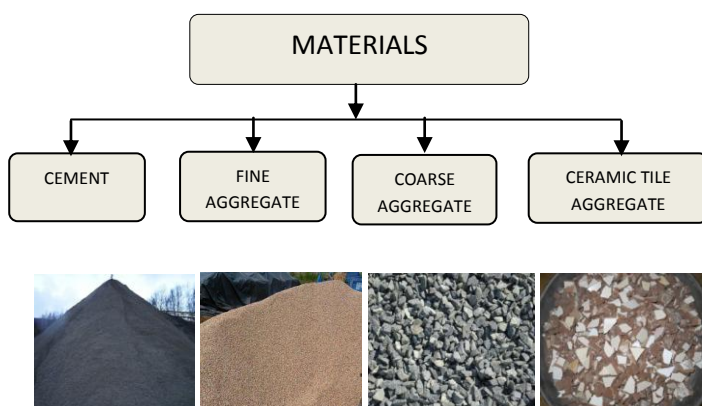 MATERIALS
CEMENT
FINE
AGGREGATE
COARSE
AGGREGATE
CERAMIC TILE
AGGREGATE